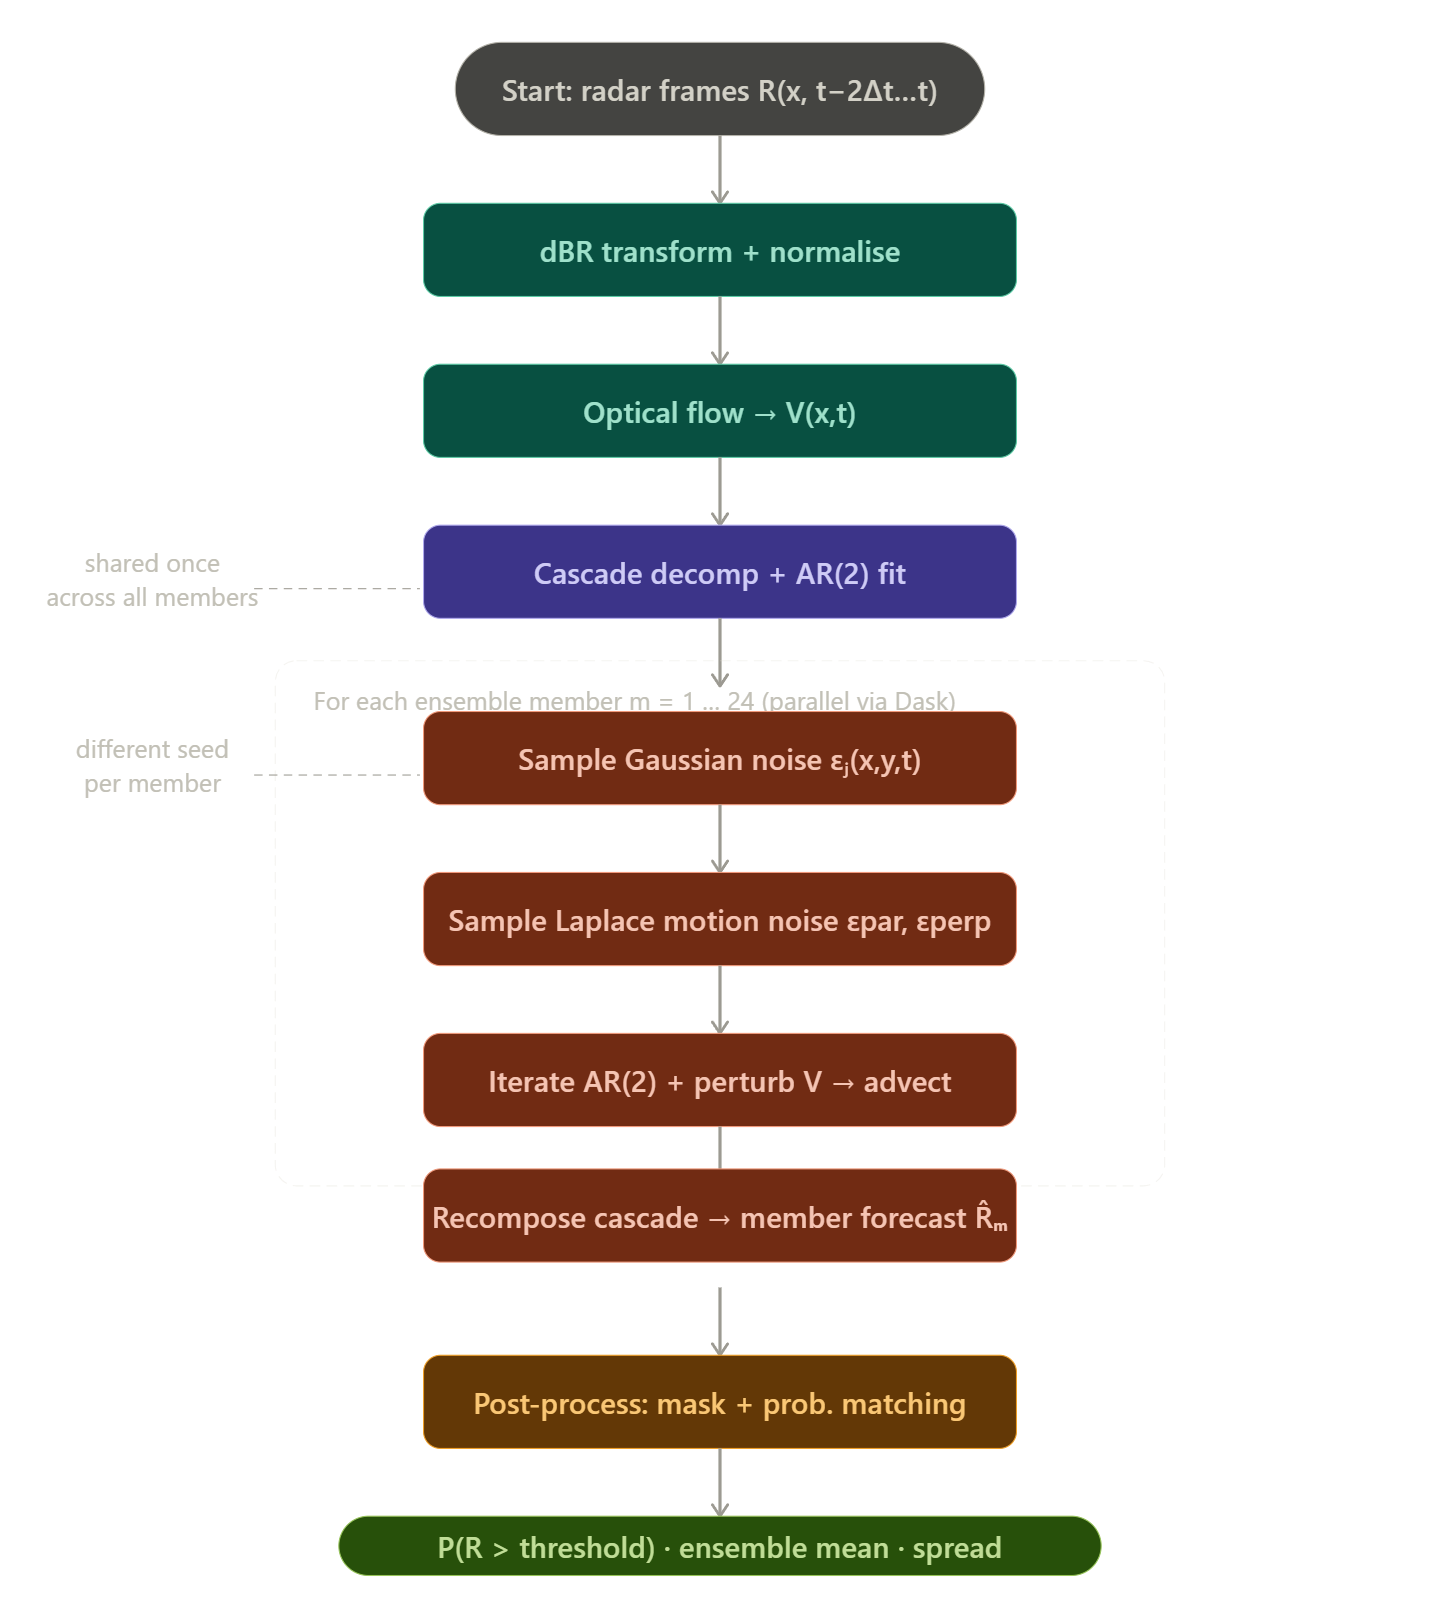 Start: radar frames R(x, t−2Δt…t)
dBR transform + normalise
Optical flow → V(x,t)
Cascade decomp + AR(2) fit
shared once
across all members
For each ensemble member m = 1 … 24 (parallel via Dask)
Sample Gaussian noise εⱼ(x,y,t)
different seed
per member
Sample Laplace motion noise εpar, εperp
Iterate AR(2) + perturb V → advect
Recompose cascade → member forecast R̂ₘ
Post-process: mask + prob. matching
P(R > threshold) · ensemble mean · spread